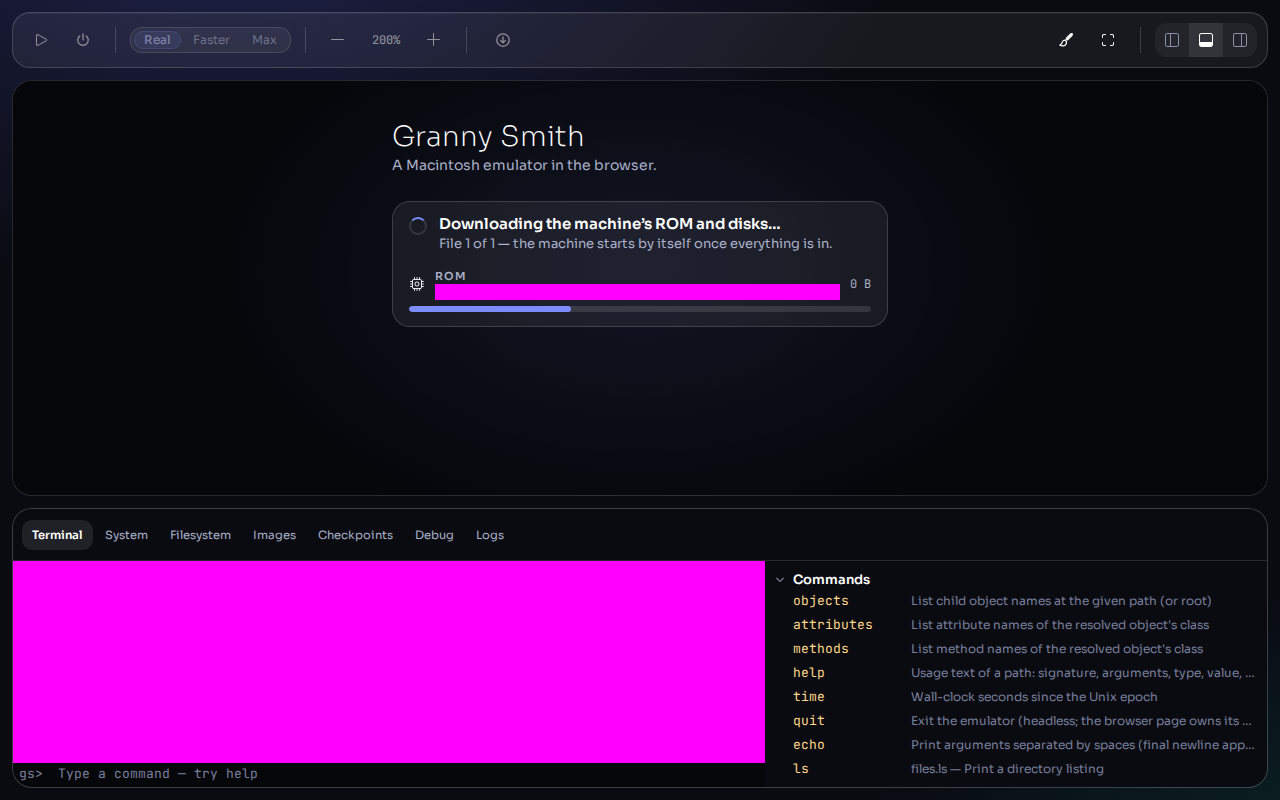 Real Faster Max 200%
Granny Smith
A Macintosh emulator in the browser.
Downloading the machine's ROM and disks...
File 1 of 1 — the machine starts by itself once everything is in.
ROM
0 B
Terminal System Filesystem Images Checkpoints Debug Logs
Commands
objects List child object names at the given path (or root)
attributes List attribute names of the resolved object's class
methods List method names of the resolved object's class
help Usage text of a path: signature, arguments, type, value, ...
time Wall-clock seconds since the Unix epoch
quit Exit the emulator (headless; the browser page owns its ...
echo Print arguments separated by spaces (final newline app...
ls files.ls — Print a directory listing
gs> Type a command — try help